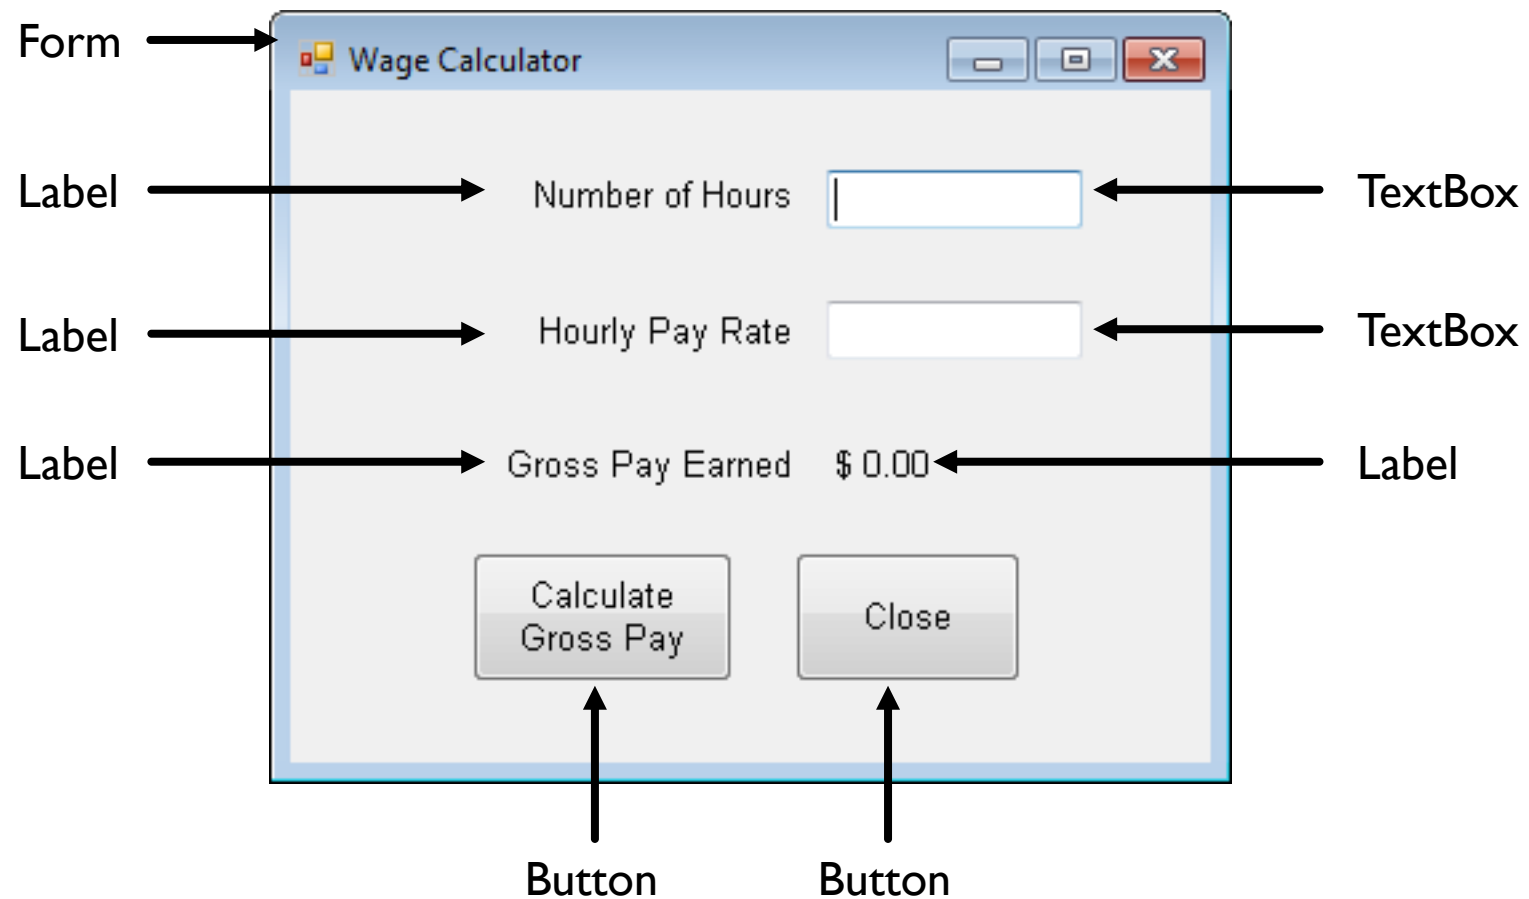 Form
Wage Calculator
Label
Number of Hours
TextBox
Label
Hourly Pay Rate
TextBox
Label
Gross Pay Earned
$ 0.00
Label
Calculate
Gross Pay
Close
Button
Button